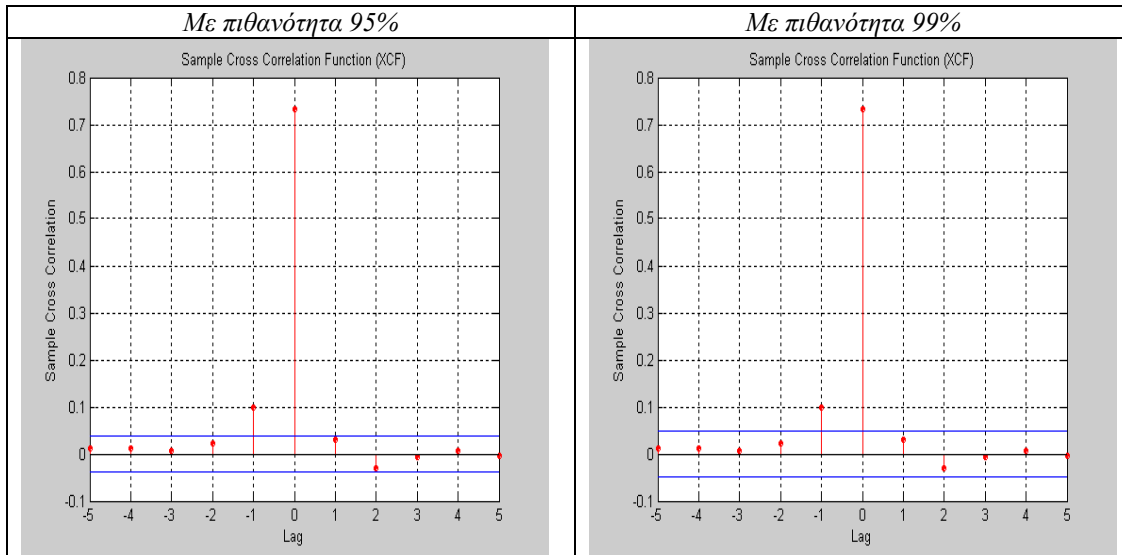 Με πιθανότητα 95%
Με πιθανότητα 99%
Sample Cross Correlation Function (XCF)
0.8
0.7
0.6
0.5
0.4
0.3
0.2
0.1
0
-0.1
Sample Cross Correlation
-5 -4 -3 -2 -1 0 1 2 3 4 5
Lag
Sample Cross Correlation Function (XCF)
0.8
0.7
0.6
0.5
0.4
0.3
0.2
0.1
0
-0.1
Sample Cross Correlation
-5 -4 -3 -2 -1 0 1 2 3 4 5
Lag